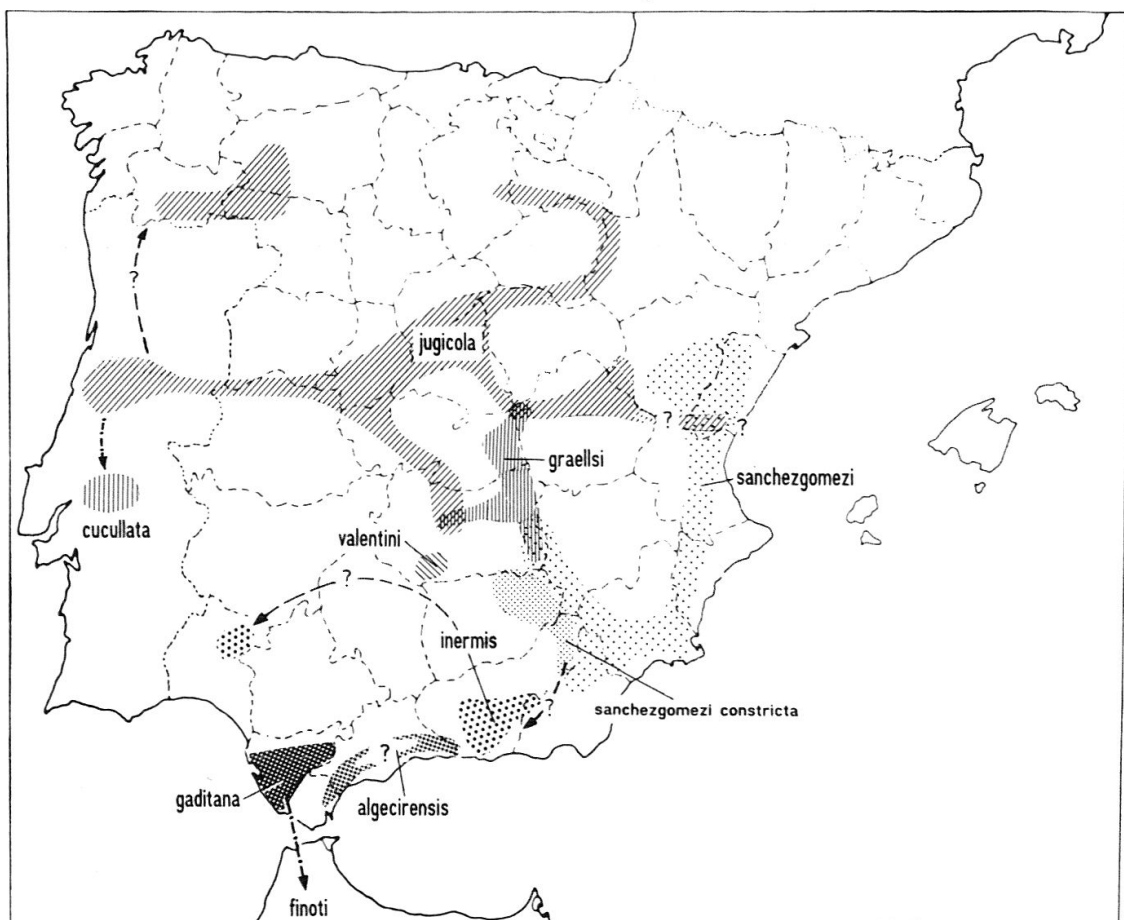 ?
jugicola
?
?
graellsi
sanchezgomezi
cucullata
valentini
?
inermis
sanchezgomezi constricta
?
?
gaditana
algecirensis
finoti